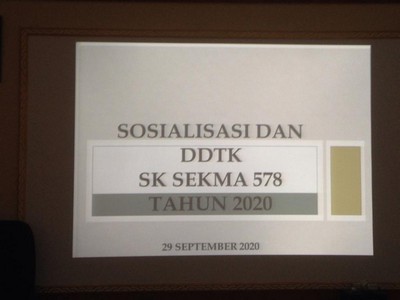 SOSIALISASI DAN
DDTK
SK SEKMA 578
TAHUN 2020
29 SEPTEMBER 2020